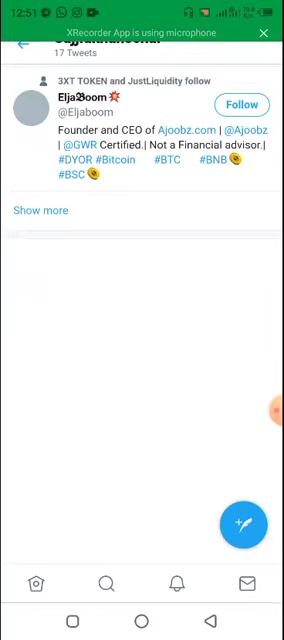 12:51
XRecorder App is using microphone
17 Tweets
3XT TOKEN and JustLiquidity follow
Elja𝕭oom💥
@Eljaboom
Follow
Founder and CEO of Ajoobz.com | @Ajoobz
| @GWR Certified.| Not a Financial advisor.|
#DYOR #Bitcoin #BTC #BNB
#BSC
Show more